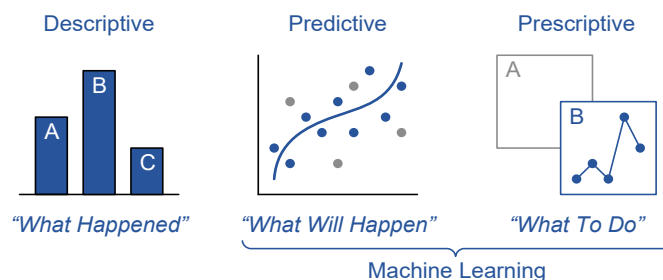 Descriptive
Predictive
Prescriptive
A
B
C
A
B
“What Happened”
“What Will Happen”
“What To Do”
Machine Learning